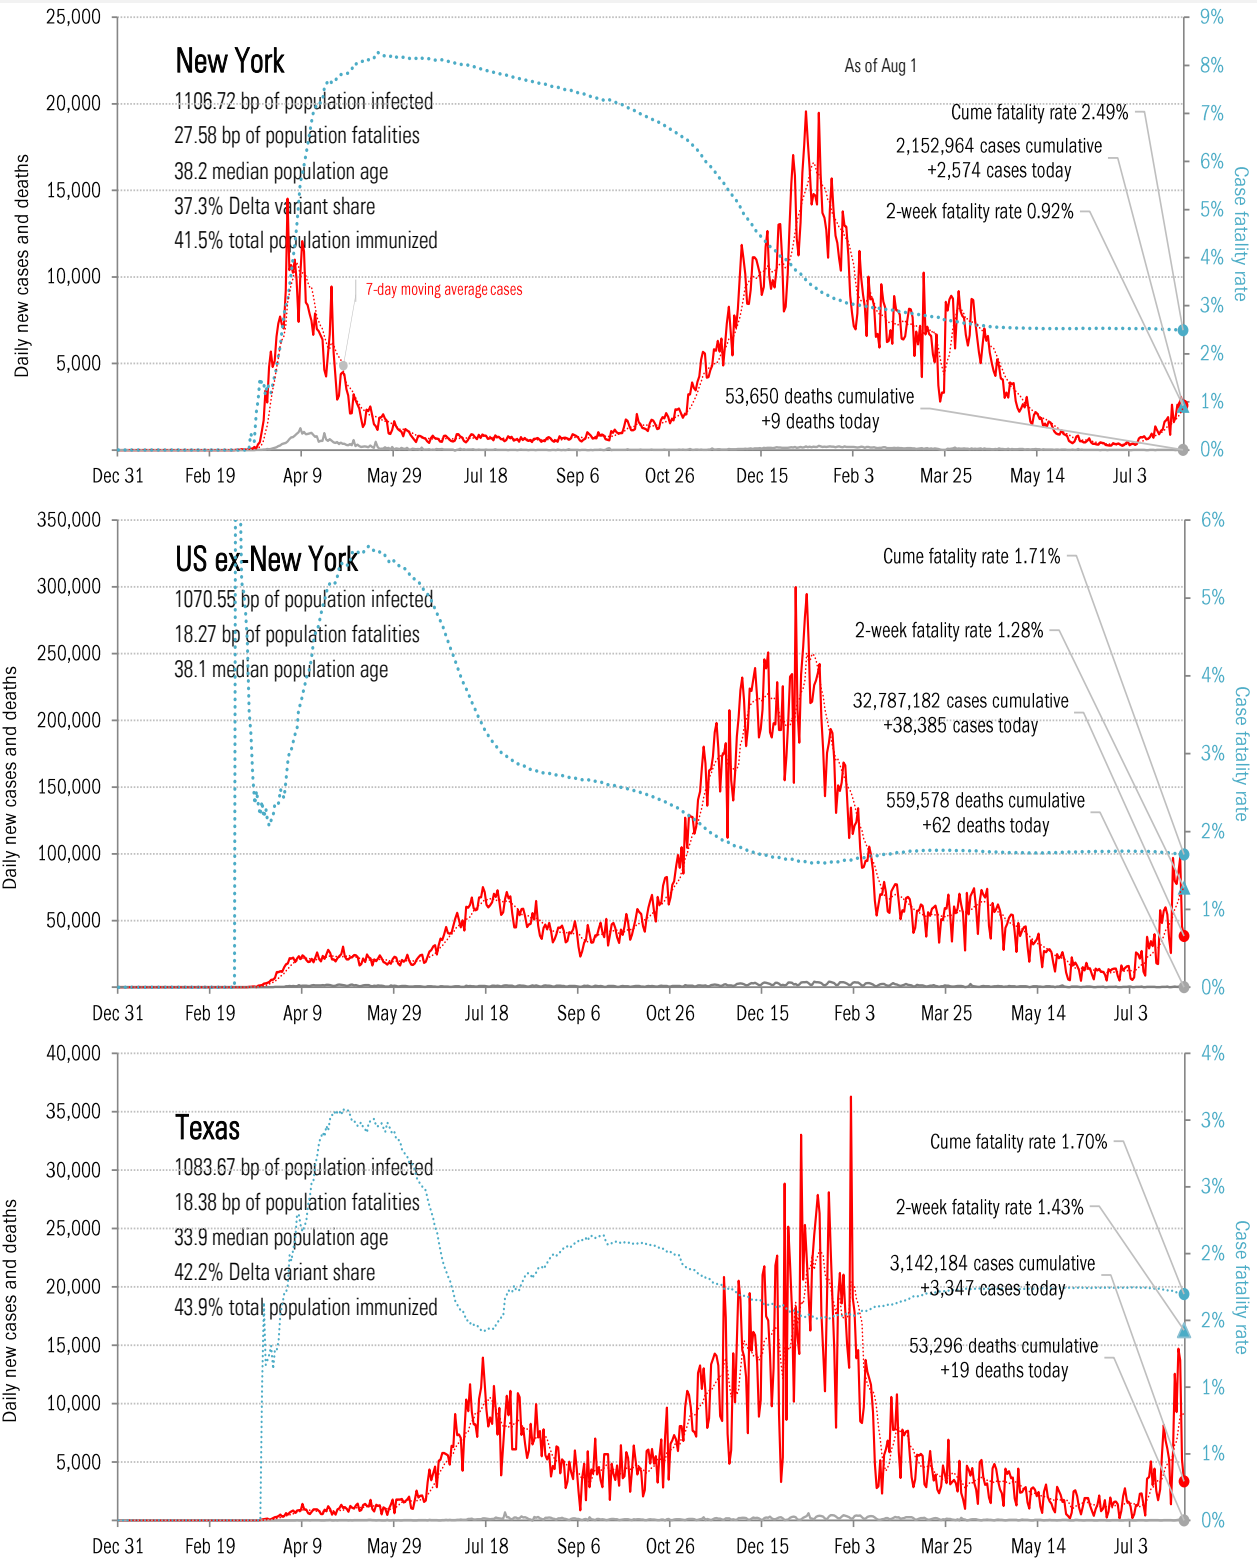 25,000
9%
New York
As of Aug 1
8%
1106.72 bp of population infected
20,000
Cume fatality rate 2.49%
7%
27.58 bp of population fatalities
2,152,964 cases cumulative
+2,574 cases today
6%
38.2 median population age
15,000
37.3% Delta variant share
2-week fatality rate 0.92%
5%
41.5% total population immunized
4%
10,000
7-day moving average cases
3%
5,000
2%
53,650 deaths cumulative
+9 deaths today
1%
0%
Daily new cases and deaths
Case fatality rate
Dec 31 Feb 19 Apr 9 May 29 Jul 18 Sep 6 Oct 26 Dec 15 Feb 3 Mar 25 May 14 Jul 3
350,000
6%
US ex-New York
Cume fatality rate 1.71%
300,000
1070.55 bp of population infected
5%
18.27 bp of population fatalities
2-week fatality rate 1.28%
250,000
38.1 median population age
4%
32,787,182 cases cumulative
+38,385 cases today
200,000
3%
150,000
559,578 deaths cumulative
+62 deaths today
2%
100,000
50,000
1%
0%
Daily new cases and deaths
Case fatality rate
Dec 31 Feb 19 Apr 9 May 29 Jul 18 Sep 6 Oct 26 Dec 15 Feb 3 Mar 25 May 14 Jul 3
40,000
4%
35,000
Texas
3%
Cume fatality rate 1.70%
30,000
1083.67 bp of population infected
3%
18.38 bp of population fatalities
2-week fatality rate 1.43%
25,000
33.9 median population age
2%
42.2% Delta variant share
3,142,184 cases cumulative
+3,347 cases today
20,000
43.9% total population immunized
2%
15,000
53,296 deaths cumulative
+19 deaths today
1%
10,000
5,000
1%
0%
Daily new cases and deaths
Case fatality rate
Dec 31 Feb 19 Apr 9 May 29 Jul 18 Sep 6 Oct 26 Dec 15 Feb 3 Mar 25 May 14 Jul 3